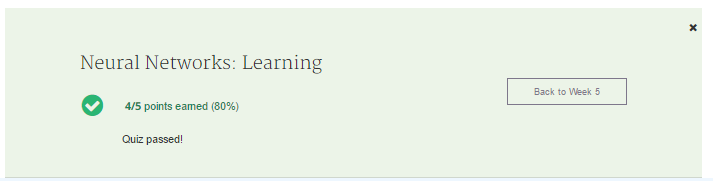 Neural Networks: Learning
4/5 points earned (80%)
Quiz passed!
Back to Week 5